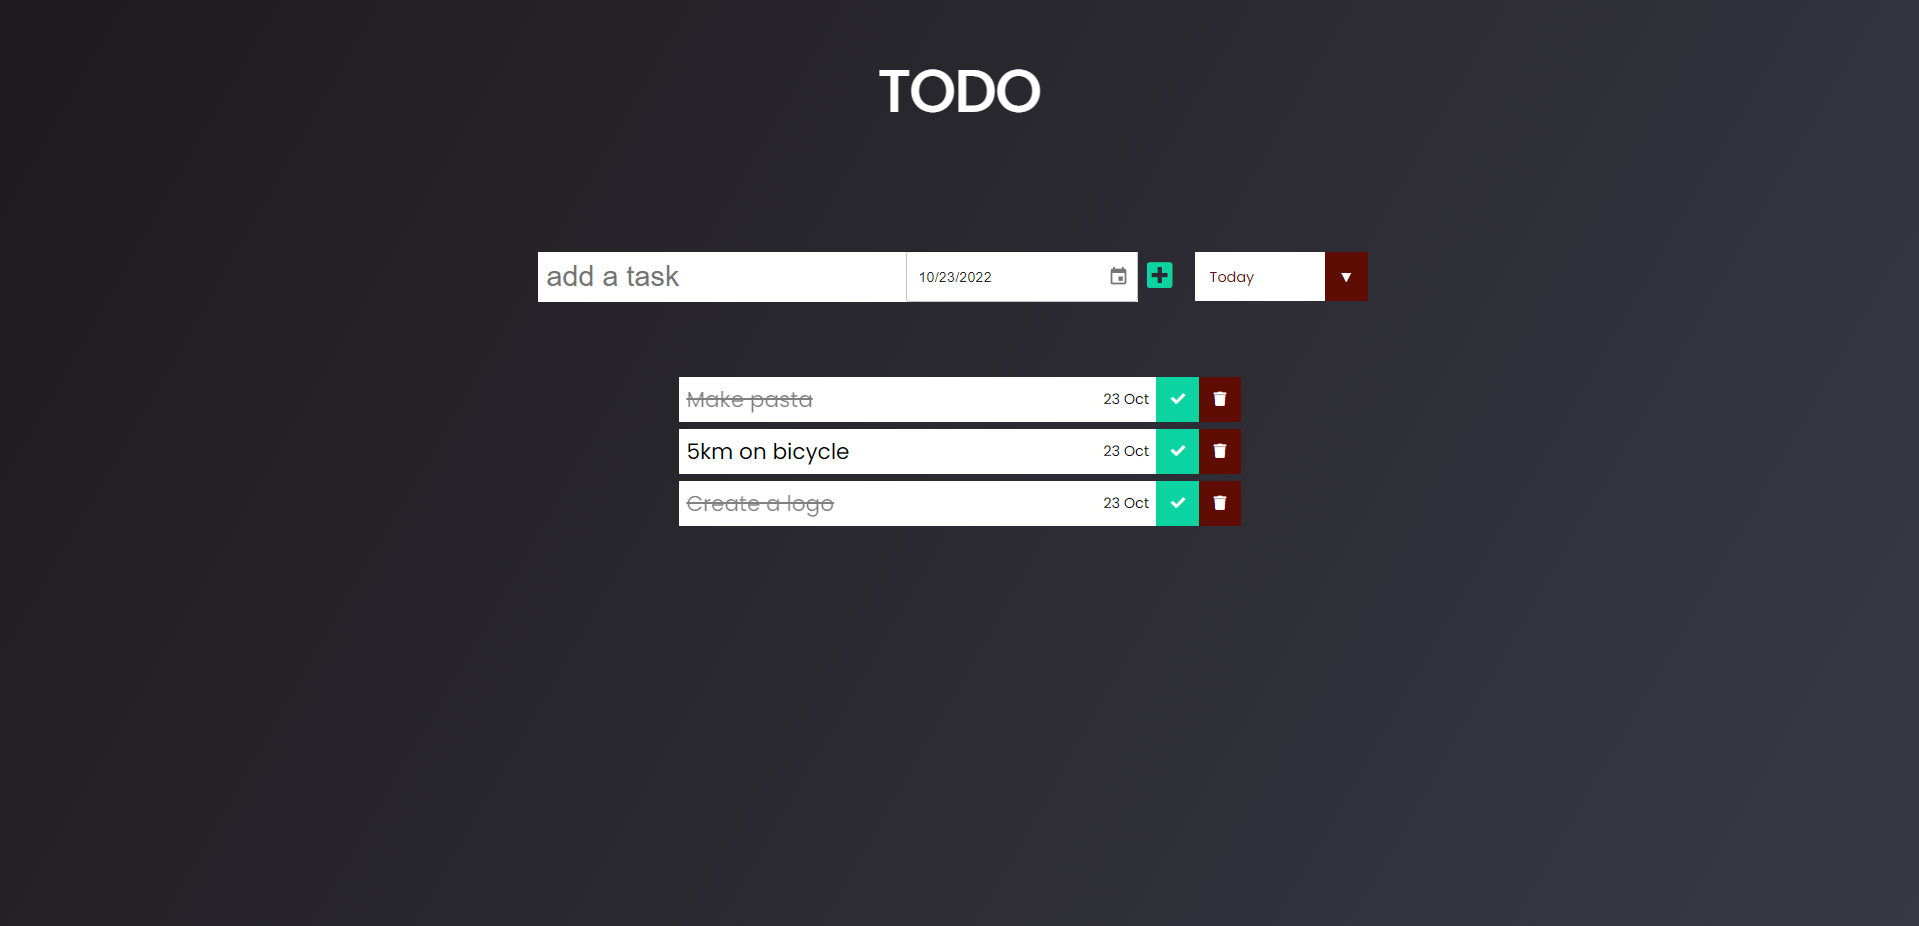 TODO
add a task 10/23/2022 Today ▼
Make pasta 23 Oct
5km on bicycle 23 Oct
Create a logo 23 Oct